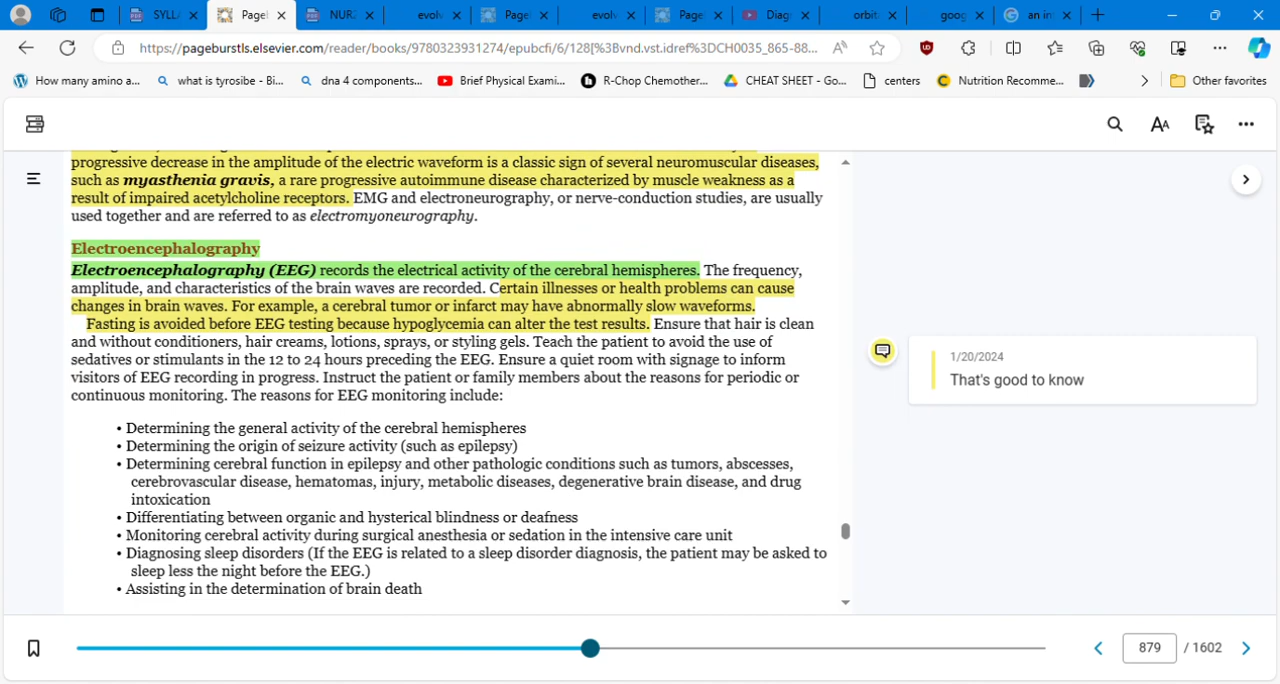 SYLL
Page
NUR
evolv
Page
evolv
Page
Diag
orbit
goog
an in
https://pageburstls.elsevier.com/reader/books/9780323931274/epubcfi/6/128[%3Bvnd.vst.idref%3DCH0035_865-88...
How many amino a...
what is tyrosibe - Bi...
dna 4 components...
Brief Physical Exami...
R-Chop Chemother...
CHEAT SHEET - Go...
centers
Nutrition Recomme...
Other favorites
progressive decrease in the amplitude of the electric waveform is a classic sign of several neuromuscular diseases,
such as myasthenia gravis, a rare progressive autoimmune disease characterized by muscle weakness as a
result of impaired acetylcholine receptors. EMG and electroneurography, or nerve-conduction studies, are usually
used together and are referred to as electromyoneurography.
Electroencephalography
Electroencephalography (EEG) records the electrical activity of the cerebral hemispheres. The frequency,
amplitude, and characteristics of the brain waves are recorded. Certain illnesses or health problems can cause
changes in brain waves. For example, a cerebral tumor or infarct may have abnormally slow waveforms.
Fasting is avoided before EEG testing because hypoglycemia can alter the test results. Ensure that hair is clean
and without conditioners, hair creams, lotions, sprays, or styling gels. Teach the patient to avoid the use of
sedatives or stimulants in the 12 to 24 hours preceding the EEG. Ensure a quiet room with signage to inform
visitors of EEG recording in progress. Instruct the patient or family members about the reasons for periodic or
continuous monitoring. The reasons for EEG monitoring include:
• Determining the general activity of the cerebral hemispheres
• Determining the origin of seizure activity (such as epilepsy)
• Determining cerebral function in epilepsy and other pathologic conditions such as tumors, abscesses,
cerebrovascular disease, hematomas, injury, metabolic diseases, degenerative brain disease, and drug
intoxication
• Differentiating between organic and hysterical blindness or deafness
• Monitoring cerebral activity during surgical anesthesia or sedation in the intensive care unit
• Diagnosing sleep disorders (If the EEG is related to a sleep disorder diagnosis, the patient may be asked to
sleep less the night before the EEG.)
• Assisting in the determination of brain death
1/20/2024
That's good to know
879 / 1602